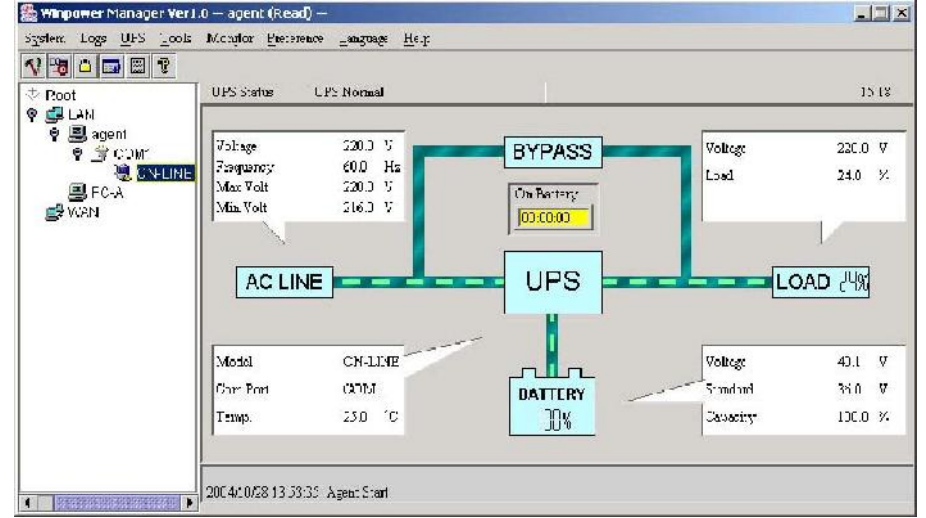 Winpower Manager Ver1.0 — agent (Read) —
System Logs UPS Tools Monitor Preference Language Help
Root
LAN
agent
COM1
ON-LINE
PC-A
WAN
UPS Status UPS Normal 15:18
Voltage 220.0 V
Frequency 60.0 Hz
Max Volt 220.0 V
Min Volt 216.0 V
BYPASS
On Battery
00:00:00
Voltage 220.0 V
Load 24.0 %
AC LINE
UPS
LOAD 24%
Model ON-LINE
Com Port COM1
Temp. 25.0 °C
BATTERY
Voltage 40.1 V
Standard 36.0 V
Capacity 100.0 %
2004/10/28 13:53:35 Agent Start